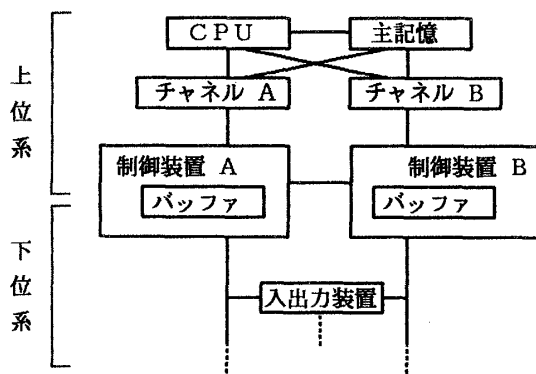 CPU 主記憶
チャネル A チャネル B
制御装置 A 制御装置 B
バッファ バッファ
入出力装置
上位系
下位系